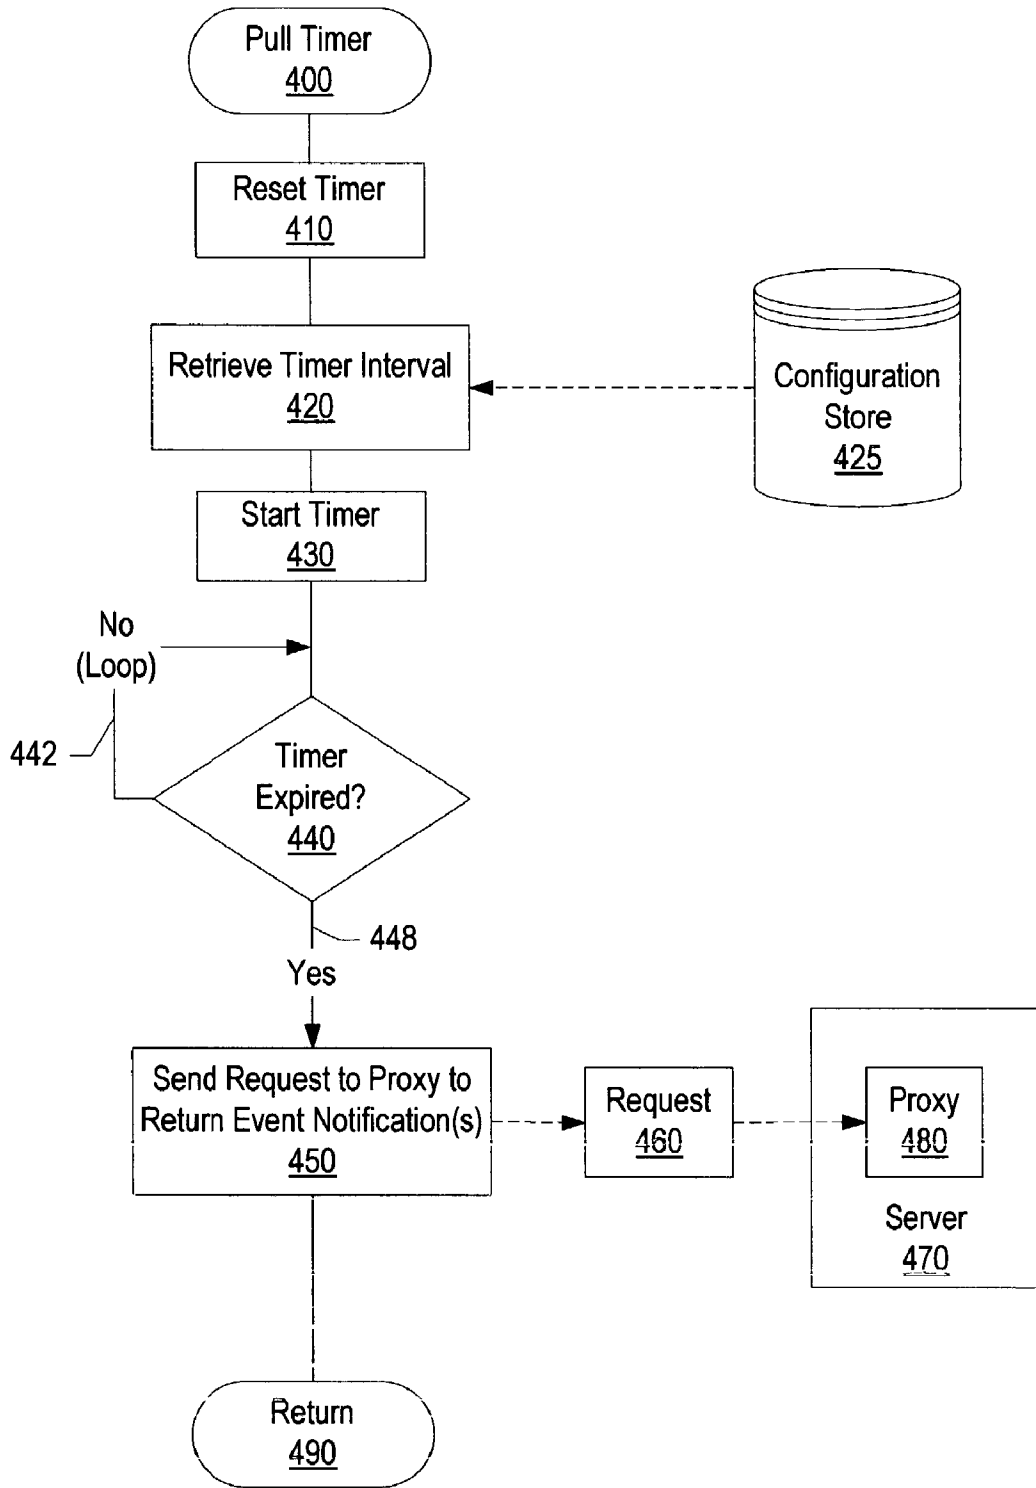 Pull Timer
400
Reset Timer
410
Retrieve Timer Interval
420
Configuration
Store
425
Start Timer
430
No
(Loop)
442
Timer
Expired?
440
448
Yes
Send Request to Proxy to
Return Event Notification(s)
450
Request
460
Proxy
480
Server
470
Return
490